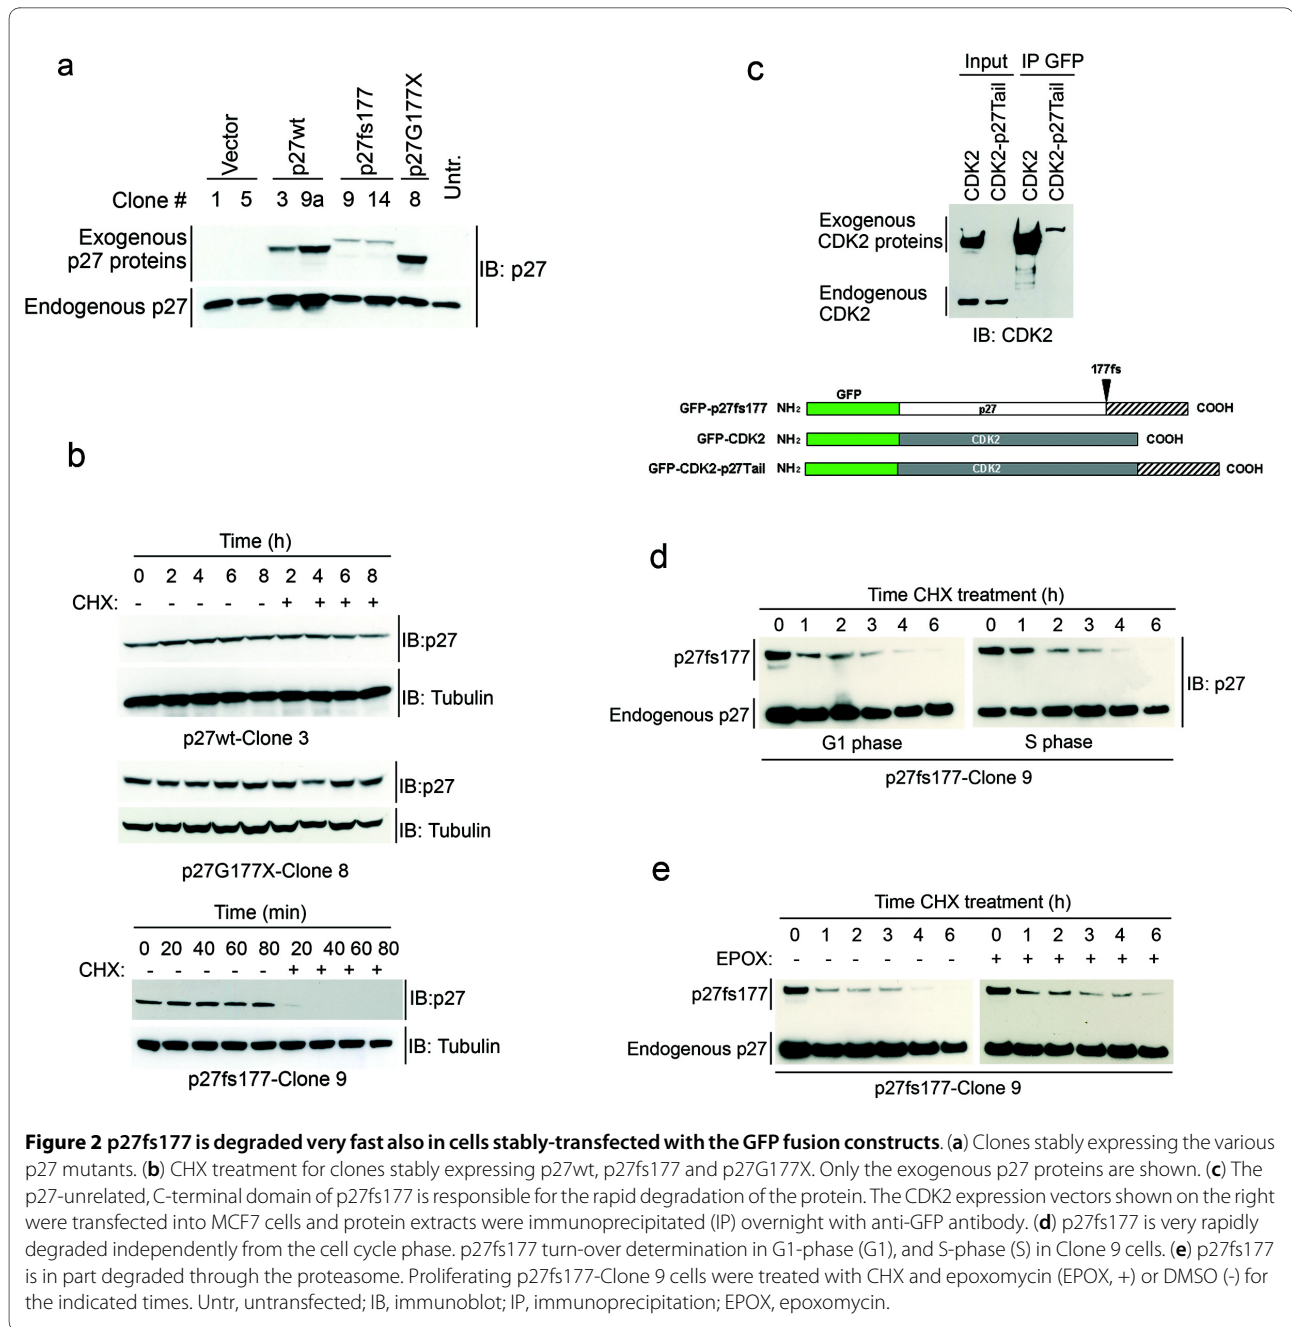 a
Vector
p27wt
p27fs177
p27G177X
Untr.
Clone # 1 5 3 9a 9 14 8
Exogenous
p27 proteins
Endogenous p27
IB: p27
b
Time (h)
0 2 4 6 8 2 4 6 8
CHX: - - - - - + + + +
IB:p27
IB: Tubulin
p27wt-Clone 3
IB:p27
IB: Tubulin
p27G177X-Clone 8
Time (min)
0 20 40 60 80 20 40 60 80
CHX: - - - - - + + + +
IB:p27
IB: Tubulin
p27fs177-Clone 9
c
Input IP GFP
CDK2
CDK2-p27Tail
CDK2
CDK2-p27Tail
Exogenous
CDK2 proteins
Endogenous
CDK2
IB: CDK2
177fs
GFP
GFP-p27fs177 NH2 p27 COOH
GFP-CDK2 NH2 CDK2 COOH
GFP-CDK2-p27Tail NH2 CDK2 COOH
d
Time CHX treatment (h)
0 1 2 3 4 6 0 1 2 3 4 6
p27fs177
Endogenous p27
IB: p27
G1 phase S phase
p27fs177-Clone 9
e
Time CHX treatment (h)
0 1 2 3 4 6 0 1 2 3 4 6
EPOX: - - - - - - + + + + + +
p27fs177
Endogenous p27
p27fs177-Clone 9
Figure 2 p27fs177 is degraded very fast also in cells stably-transfected with the GFP fusion constructs. (a) Clones stably expressing the various
p27 mutants. (b) CHX treatment for clones stably expressing p27wt, p27fs177 and p27G177X. Only the exogenous p27 proteins are shown. (c) The
p27-unrelated, C-terminal domain of p27fs177 is responsible for the rapid degradation of the protein. The CDK2 expression vectors shown on the right
were transfected into MCF7 cells and protein extracts were immunoprecipitated (IP) overnight with anti-GFP antibody. (d) p27fs177 is very rapidly
degraded independently from the cell cycle phase. p27fs177 turn-over determination in G1-phase (G1), and S-phase (S) in Clone 9 cells. (e) p27fs177
is in part degraded through the proteasome. Proliferating p27fs177-Clone 9 cells were treated with CHX and epoxomycin (EPOX, +) or DMSO (-) for
the indicated times. Untr, untransfected; IB, immunoblot; IP, immunoprecipitation; EPOX, epoxomycin.